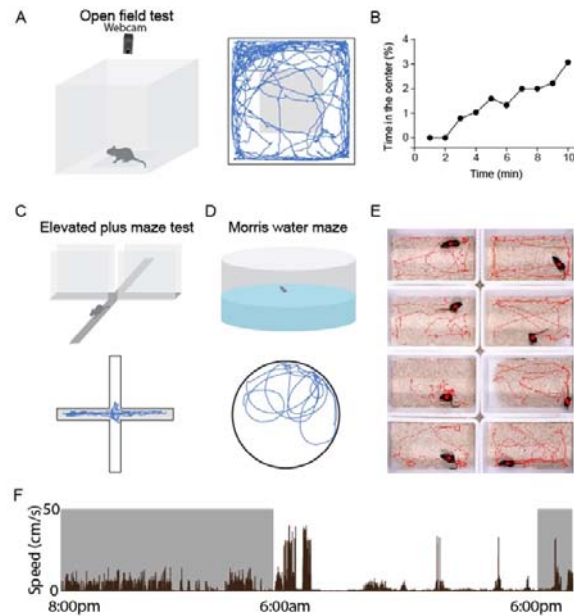 A
Open field test
Webcam
B
Time in the center (%)
4
3
2
1
0
0 2 4 6 8 10
Time (min)
C
Elevated plus maze test
D
Morris water maze
E
F
Speed (cm/s)
50
0
8:00pm 6:00am 6:00pm